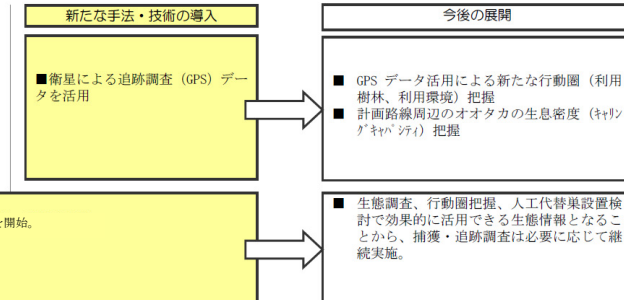 新たな手法・技術の導入
今後の展開
■衛星による追跡調査（GPS）デー
タを活用
■ GPS データ活用による新たな行動圏（利用
樹林、利用環境）把握
■ 計画路線周辺のオオタカの生息密度（ｷｬﾘﾝ
ｸﾞｷｬﾊﾟｼﾃｨ）把握
を開始。
■ 生態調査、行動圏把握、人工代替巣設置検
討で効果的に活用できる生態情報となるこ
とから、捕獲・追跡調査は必要に応じて継
続実施。